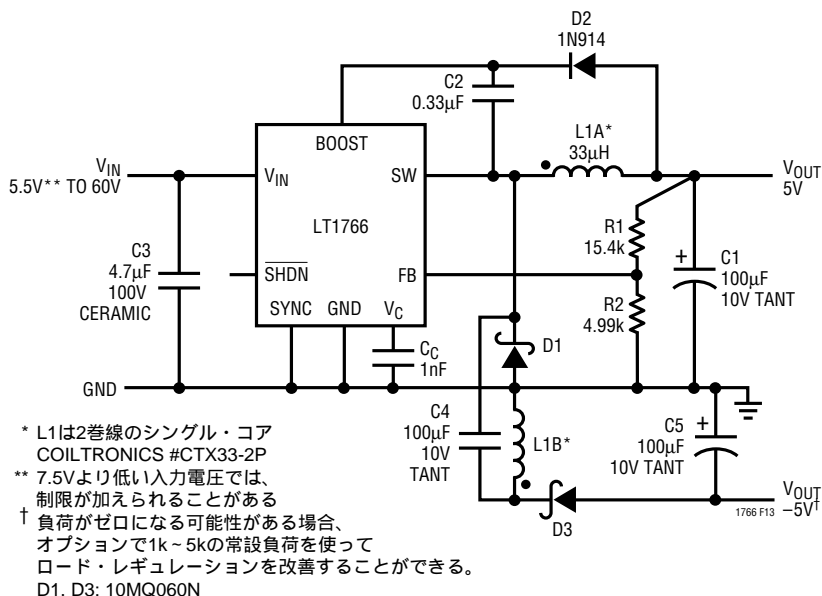 D2
1N914
C2
0.33µF
L1A*
33µH
BOOST
VIN
5.5V** TO 60V
VIN
SW
VOUT
5V
LT1766
R1
15.4k
C3
4.7µF
100V
CERAMIC
SHDN
FB
+
C1
100µF
10V TANT
SYNC
GND
VC
R2
4.99k
CC
1nF
D1
GND
C4
100µF
10V
TANT
L1B*
+
C5
100µF
10V TANT
D3
VOUT
–5V†
1766 F13
* L1は2巻線のシングル・コア
COILTRONICS #CTX33-2P
** 7.5Vより低い入力電圧では、
制限が加えられることがある
† 負荷がゼロになる可能性がある場合、
オプションで1k~5kの常設負荷を使って
ロード・レギュレーションを改善することができる。
D1, D3: 10MQ060N